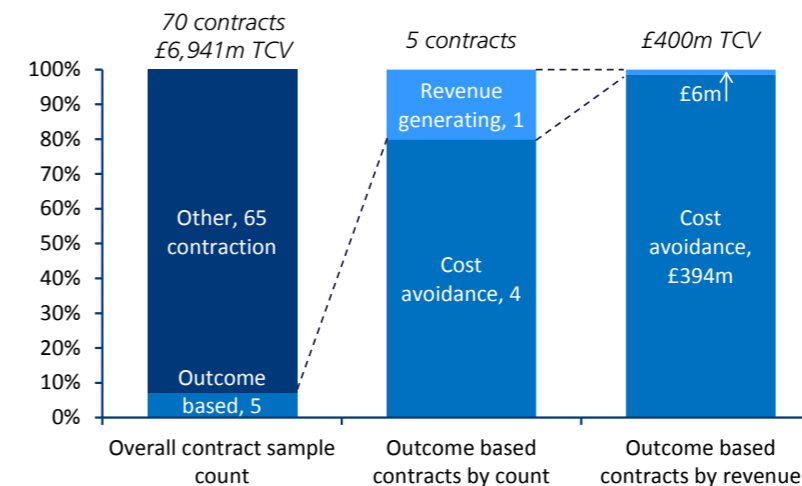 70 contracts
£6,941m TCV
5 contracts
£400m TCV
100%
90%
80%
70%
60%
50%
40%
30%
20%
10%
0%
Other, 65
contraction
Outcome
based, 5
Revenue
generating, 1
Cost
avoidance, 4
£6m
Cost
avoidance,
£394m
Overall contract sample
count
Outcome based
contracts by count
Outcome based
contracts by revenue